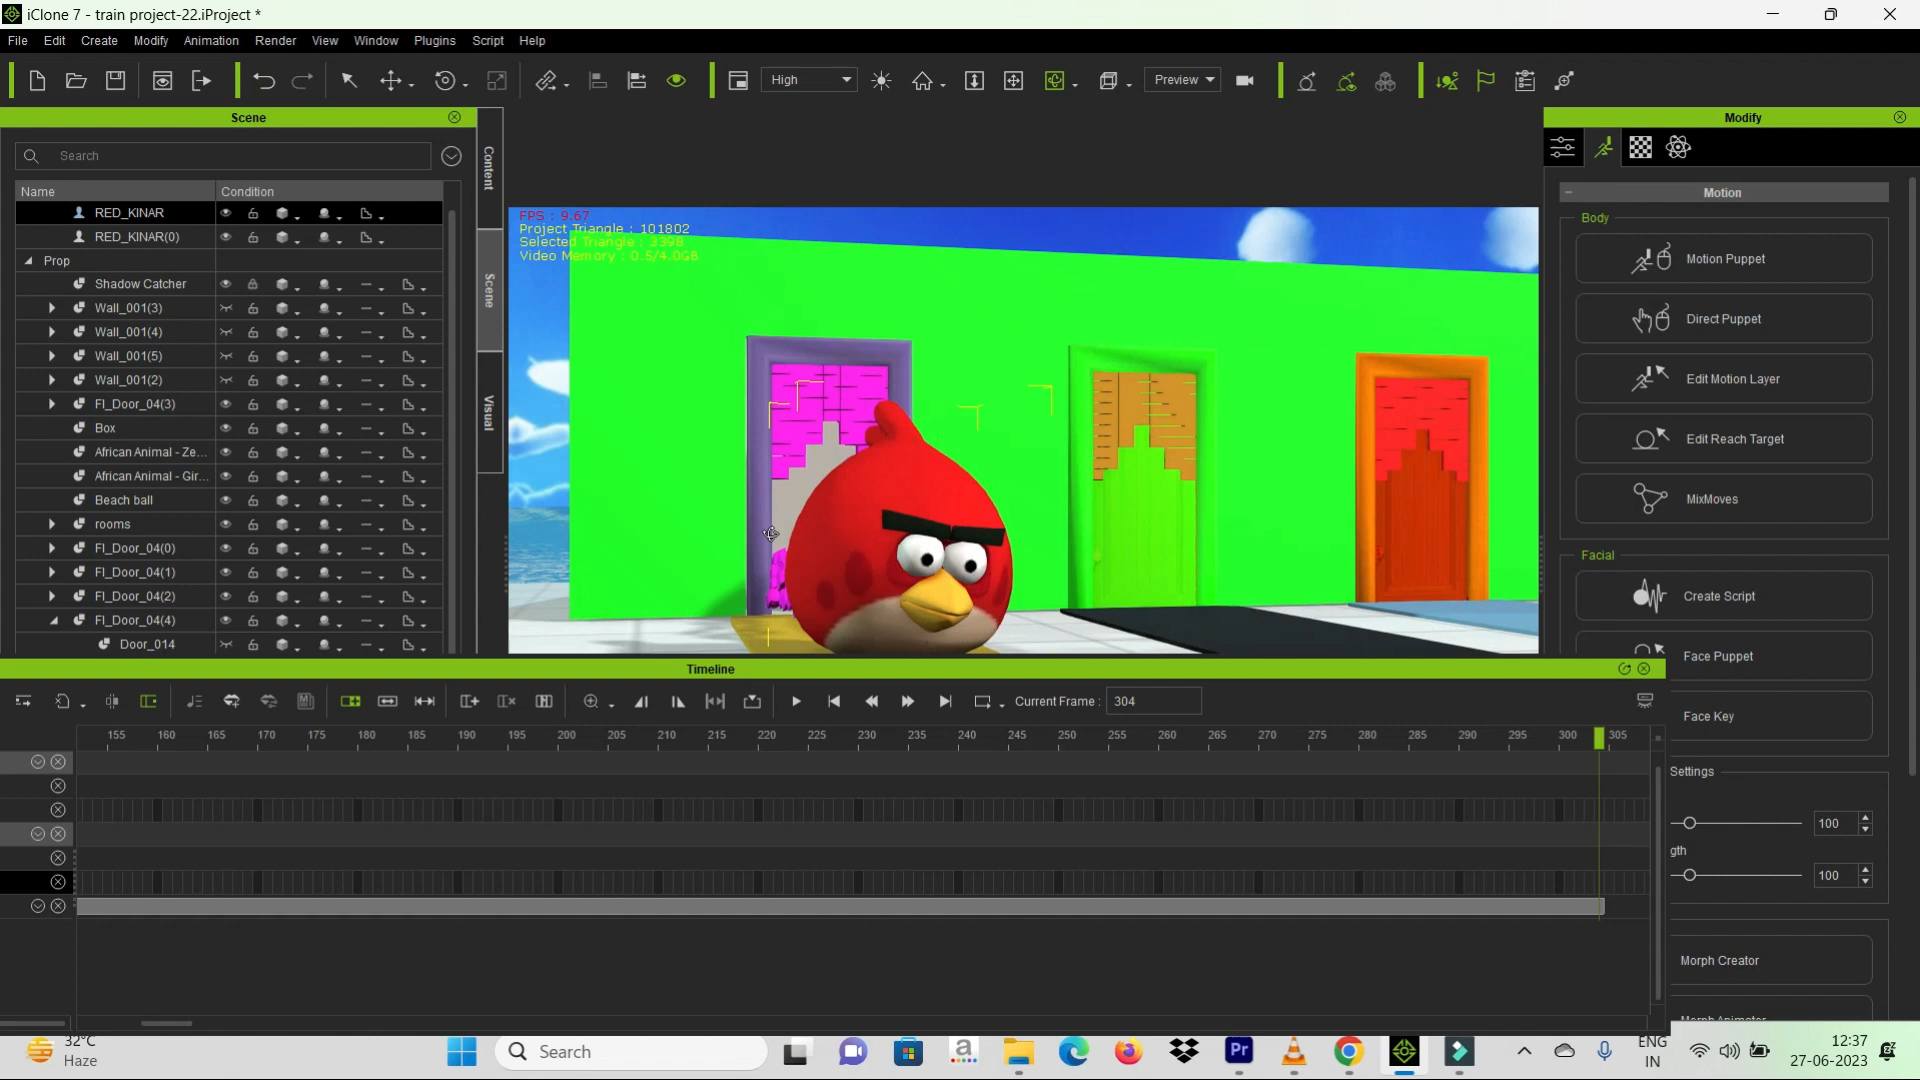 iClone 7 - train project-22.iProject *
File Edit Create Modify Animation Render View Window Plugins Script Help
High
Preview
Scene
Modify
Search
Content
Scene
Visual
Name Condition
RED_KINAR
RED_KINAR(0)
Prop
Shadow Catcher
Wall_001(3)
Wall_001(4)
Wall_001(5)
Wall_001(2)
FI_Door_04(3)
Box
African Animal - Ze...
African Animal - Gir...
Beach ball
rooms
FI_Door_04(0)
FI_Door_04(1)
FI_Door_04(2)
FI_Door_04(4)
Door_014
FPS : 9.67
Project Triangle : 101802
Selected Triangle : 3398
Video Memory : 0.5/4.0GB
Motion
Body
Motion Puppet
Direct Puppet
Edit Motion Layer
Edit Reach Target
MixMoves
Facial
Create Script
Face Puppet
Face Key
Settings
100
gth
100
Morph Creator
Morph Animator
Timeline
Current Frame : 304
155 160 165 170 175 180 185 190 195 200 205 210 215 220 225 230 235 240 245 250 255 260 265 270 275 280 285 290 295 300 305
32°C
Haze
Search
a
Pr
ENG
IN
12:37
27-06-2023